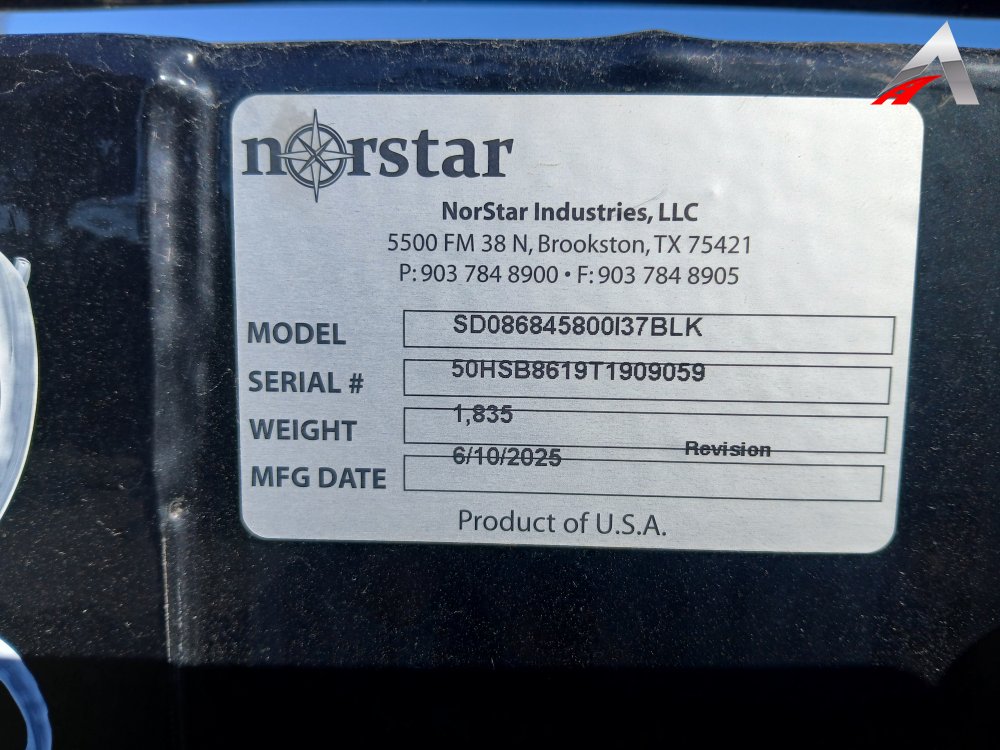 norstar
NorStar Industries, LLC
5500 FM 38 N, Brookston, TX 75421
P: 903 784 8900 • F: 903 784 8905
MODEL SD086845800I37BLK
SERIAL # 50HSB8619T1909059
WEIGHT 1,835
MFG DATE 6/10/2025 Revision
Product of U.S.A.